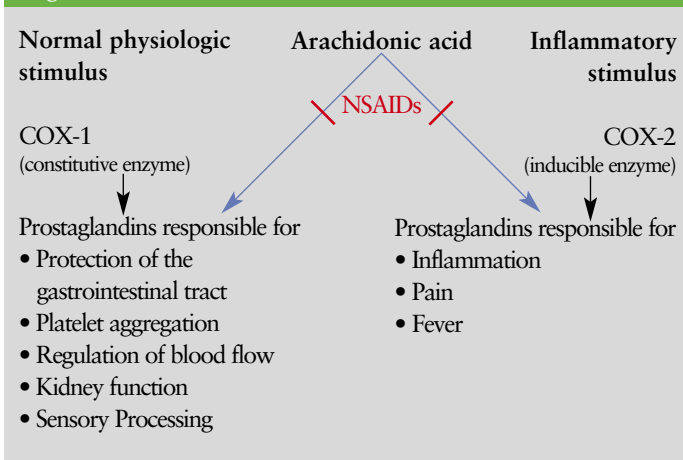 Normal physiologic
stimulus
Arachidonic acid
Inflammatory
stimulus
NSAIDs
COX-1
(constitutive enzyme)
COX-2
(inducible enzyme)
Prostaglandins responsible for
• Protection of the
gastrointestinal tract
• Platelet aggregation
• Regulation of blood flow
• Kidney function
• Sensory Processing
Prostaglandins responsible for
• Inflammation
• Pain
• Fever